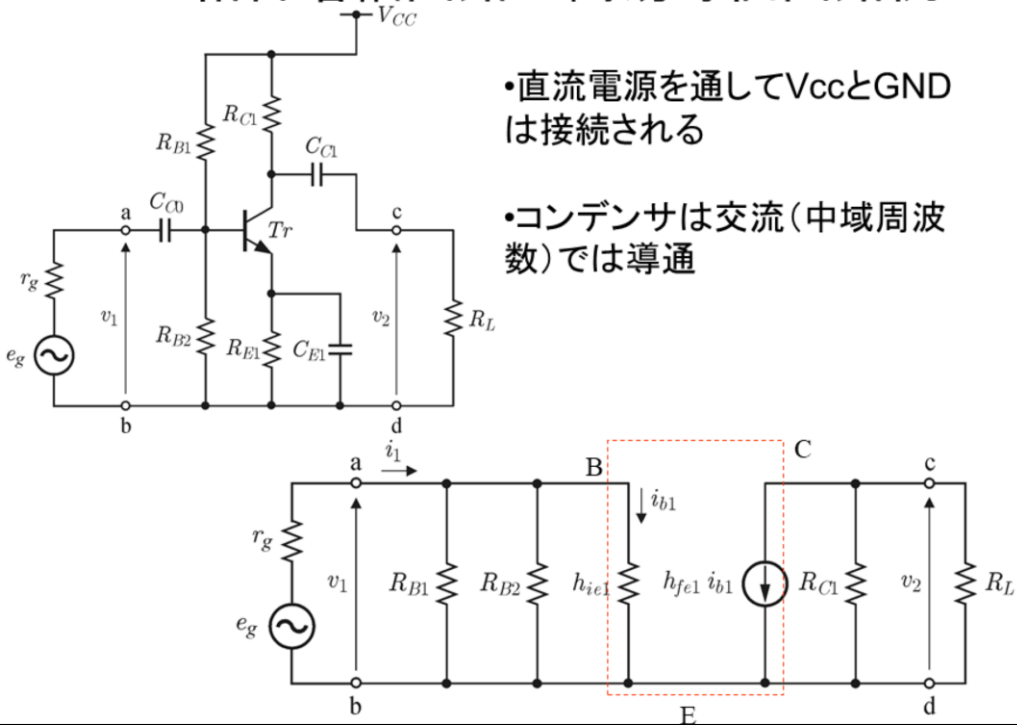 V_CC
R_C1
R_B1
C_C1
C_C0
a
c
Tr
r_g
v_1
v_2
R_L
R_B2
R_E1
C_E1
e_g
b
d
•直流電源を通してVccとGND
は接続される
•コンデンサは交流(中域周波
数)では導通
i_1
a
B
C
c
i_b1
r_g
v_1
R_B1
R_B2
h_ie1
h_fe1 i_b1
R_C1
v_2
R_L
e_g
b
E
d